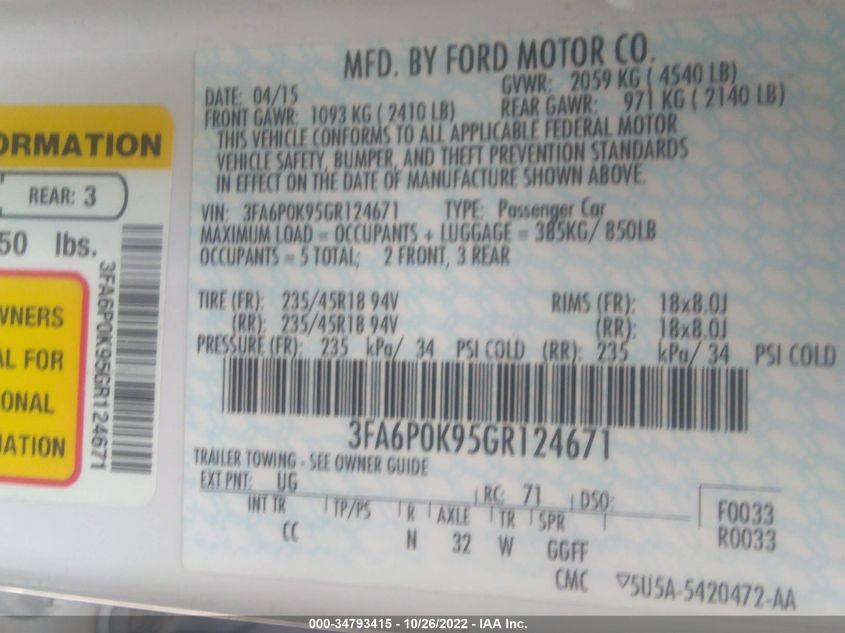 ORMATION
REAR: 3
50 lbs.
WNERS
AL FOR
ONAL
MATION
3FA6P0K95GR124671
MFD. BY FORD MOTOR CO.
DATE: 04/15 GVWR: 2059 KG ( 4540 LB)
FRONT GAWR: 1093 KG ( 2410 LB) REAR GAWR: 971 KG ( 2140 LB)
THIS VEHICLE CONFORMS TO ALL APPLICABLE FEDERAL MOTOR
VEHICLE SAFETY, BUMPER, AND THEFT PREVENTION STANDARDS
IN EFFECT ON THE DATE OF MANUFACTURE SHOWN ABOVE.
VIN: 3FA6P0K95GR124671 TYPE: Passenger Car
MAXIMUM LOAD = OCCUPANTS + LUGGAGE = 385KG/ 850LB
OCCUPANTS = 5 TOTAL; 2 FRONT, 3 REAR
TIRE (FR): 235/45R18 94V RIMS (FR): 18x8.0J
(RR): 235/45R18 94V (RR): 18x8.0J
PRESSURE (FR): 235 kPa/ 34 PSI COLD (RR): 235 kPa/ 34 PSI COLD
3FA6P0K95GR124671
TRAILER TOWING - SEE OWNER GUIDE
EXT PNT: UG RC: 71 DSO:
INT TR TP/PS R AXLE TR SPR
CC N 32 W GGFF
F0033
R0033
CMC ▽5U5A-5420472-AA
000-34793415 - 10/26/2022 - IAA Inc.